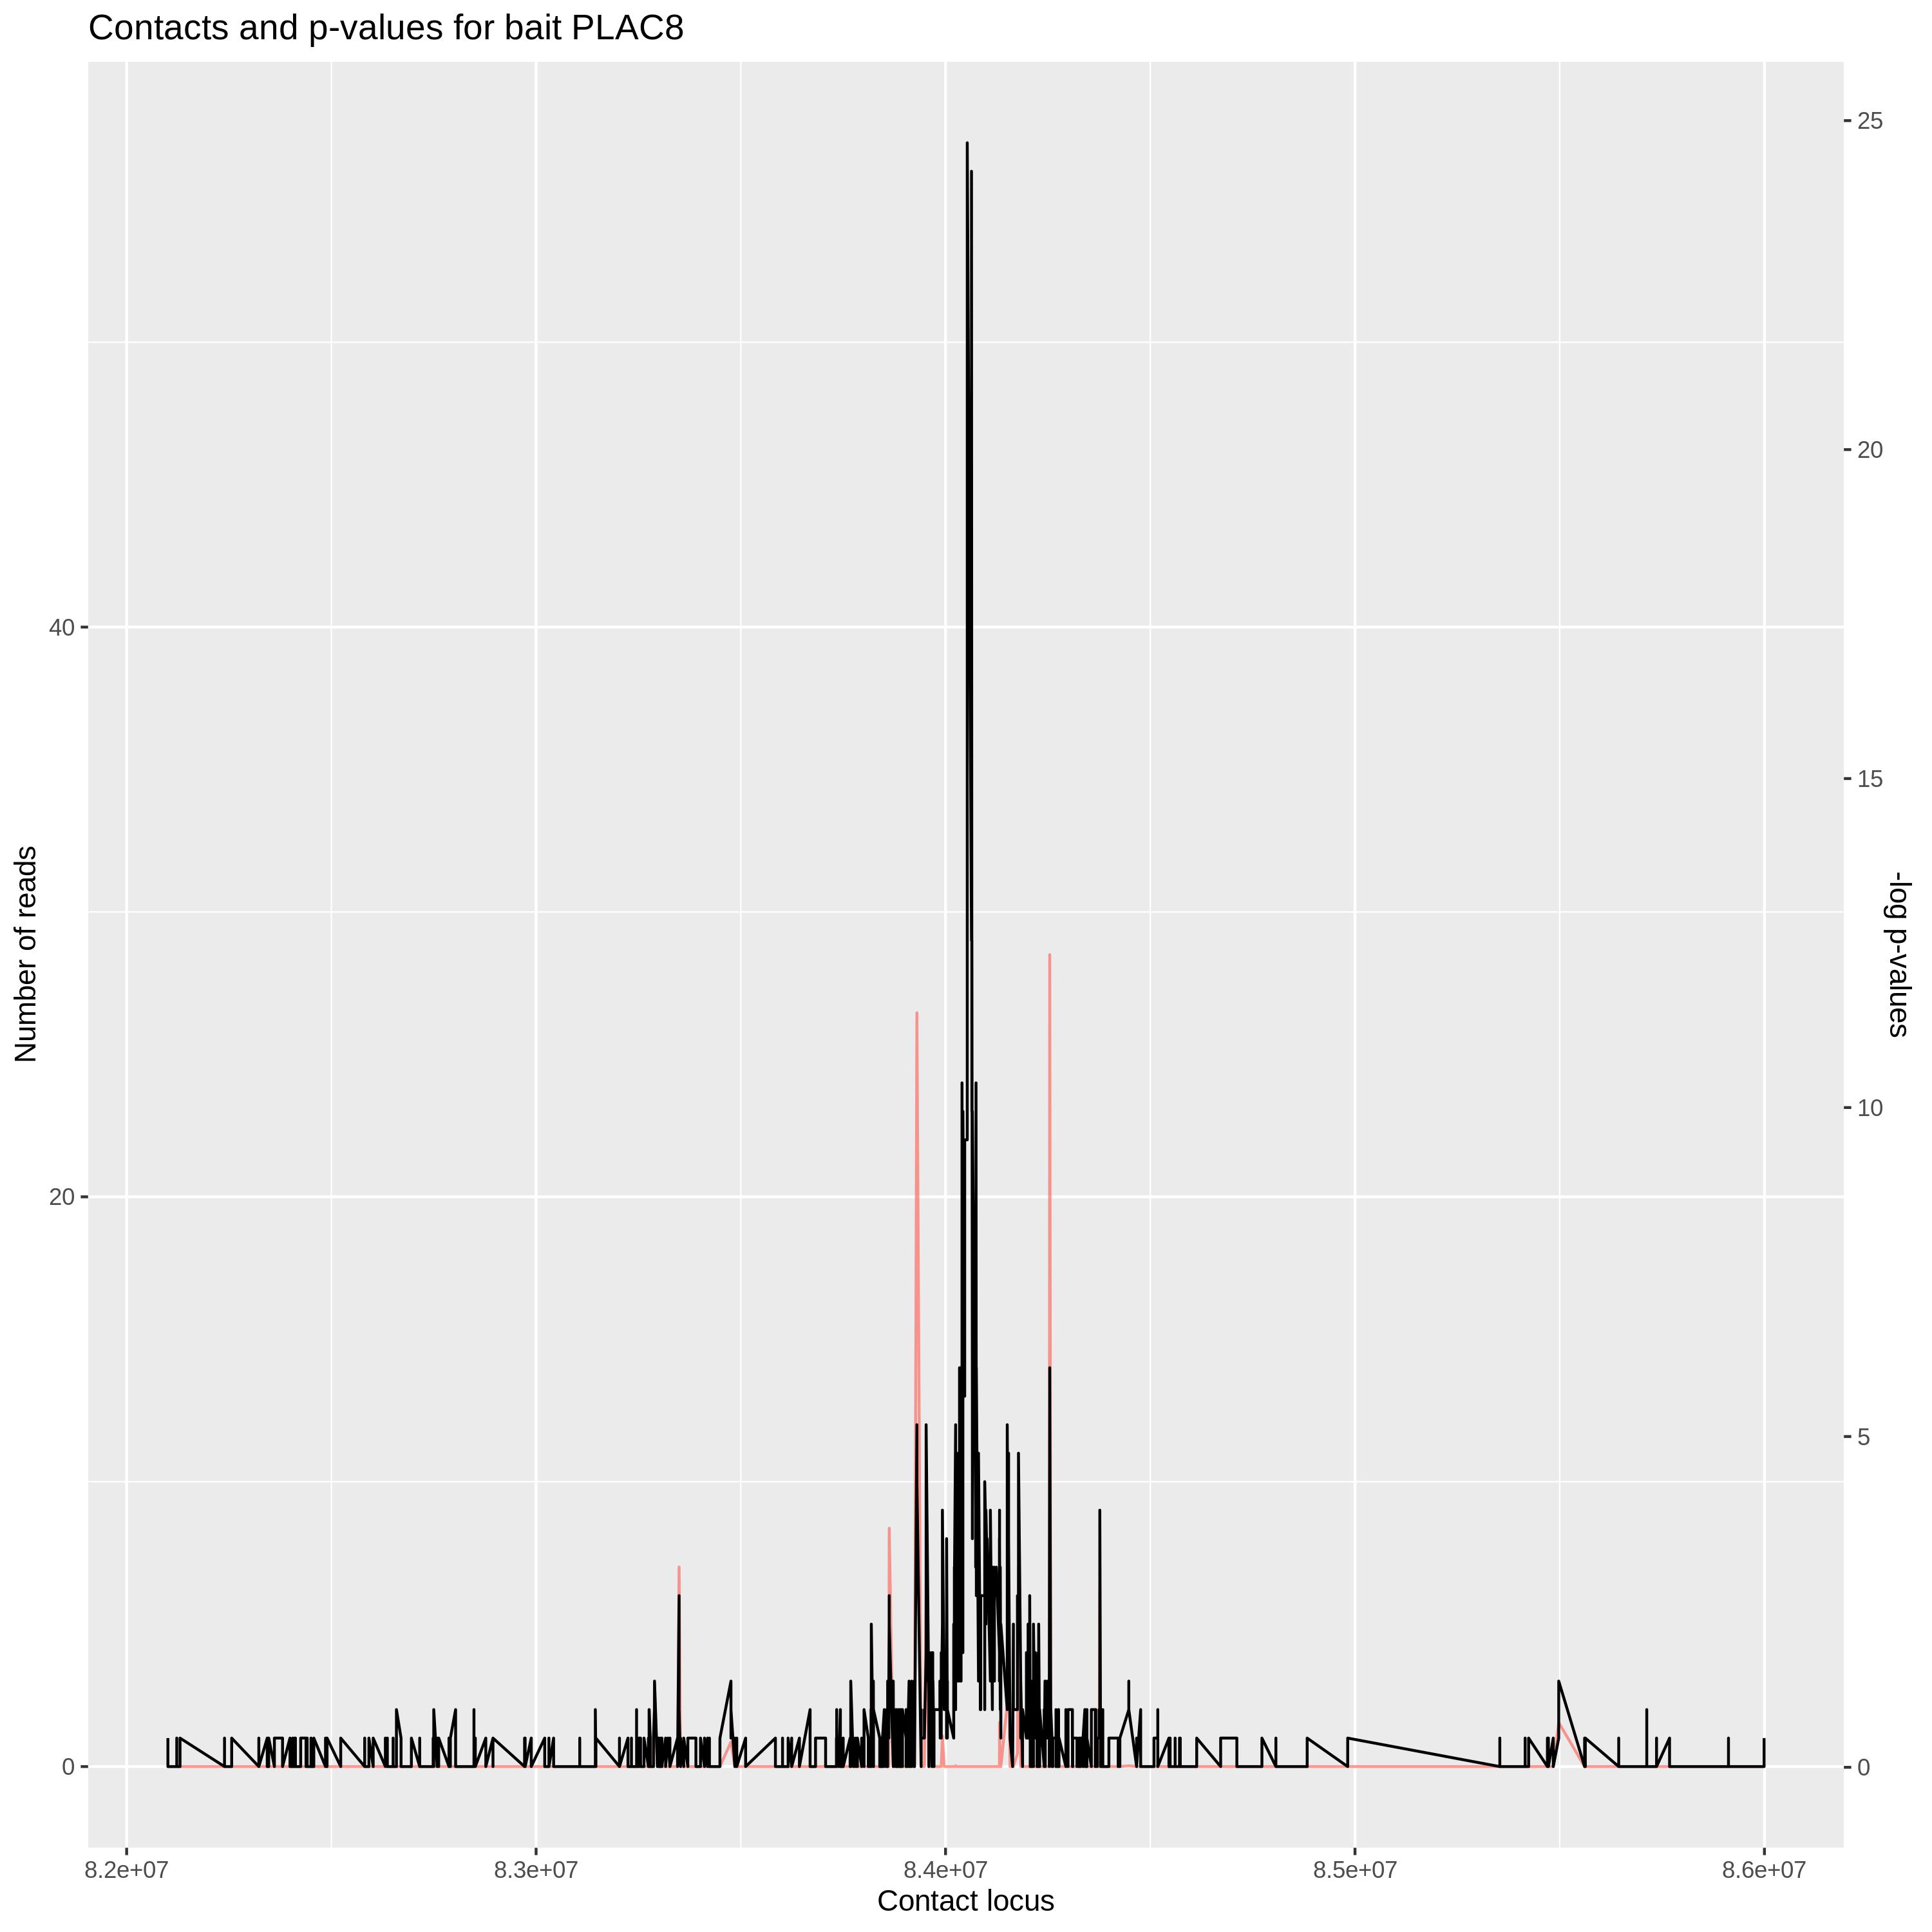 Contacts and p-values for bait PLAC8
25
20
15
10
5
0
40
20
0
Number of reads
-log p-values
8.2e+07 8.3e+07 8.4e+07 8.5e+07 8.6e+07
Contact locus